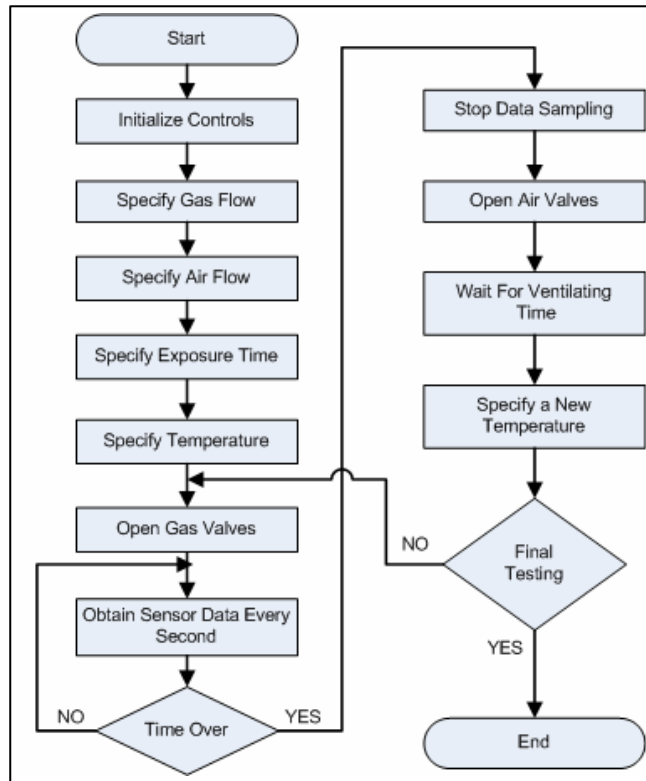 Start
Initialize Controls
Specify Gas Flow
Specify Air Flow
Specify Exposure Time
Specify Temperature
Open Gas Valves
Obtain Sensor Data Every
Second
NO
Time Over
YES
Stop Data Sampling
Open Air Valves
Wait For Ventilating
Time
Specify a New
Temperature
NO
Final
Testing
YES
End